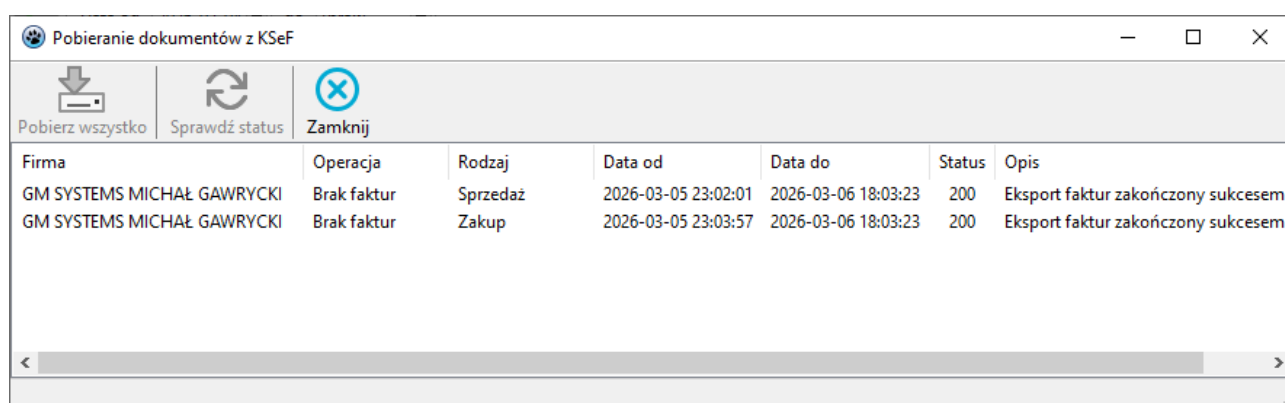 Pobieranie dokumentów z KSeF
Pobierz wszystko Sprawdź status Zamknij
Firma Operacja Rodzaj Data od Data do Status Opis
GM SYSTEMS MICHAŁ GAWRYCKI Brak faktur Sprzedaż 2026-03-05 23:02:01 2026-03-06 18:03:23 200 Eksport faktur zakończony sukcesem
GM SYSTEMS MICHAŁ GAWRYCKI Brak faktur Zakup 2026-03-05 23:03:57 2026-03-06 18:03:23 200 Eksport faktur zakończony sukcesem